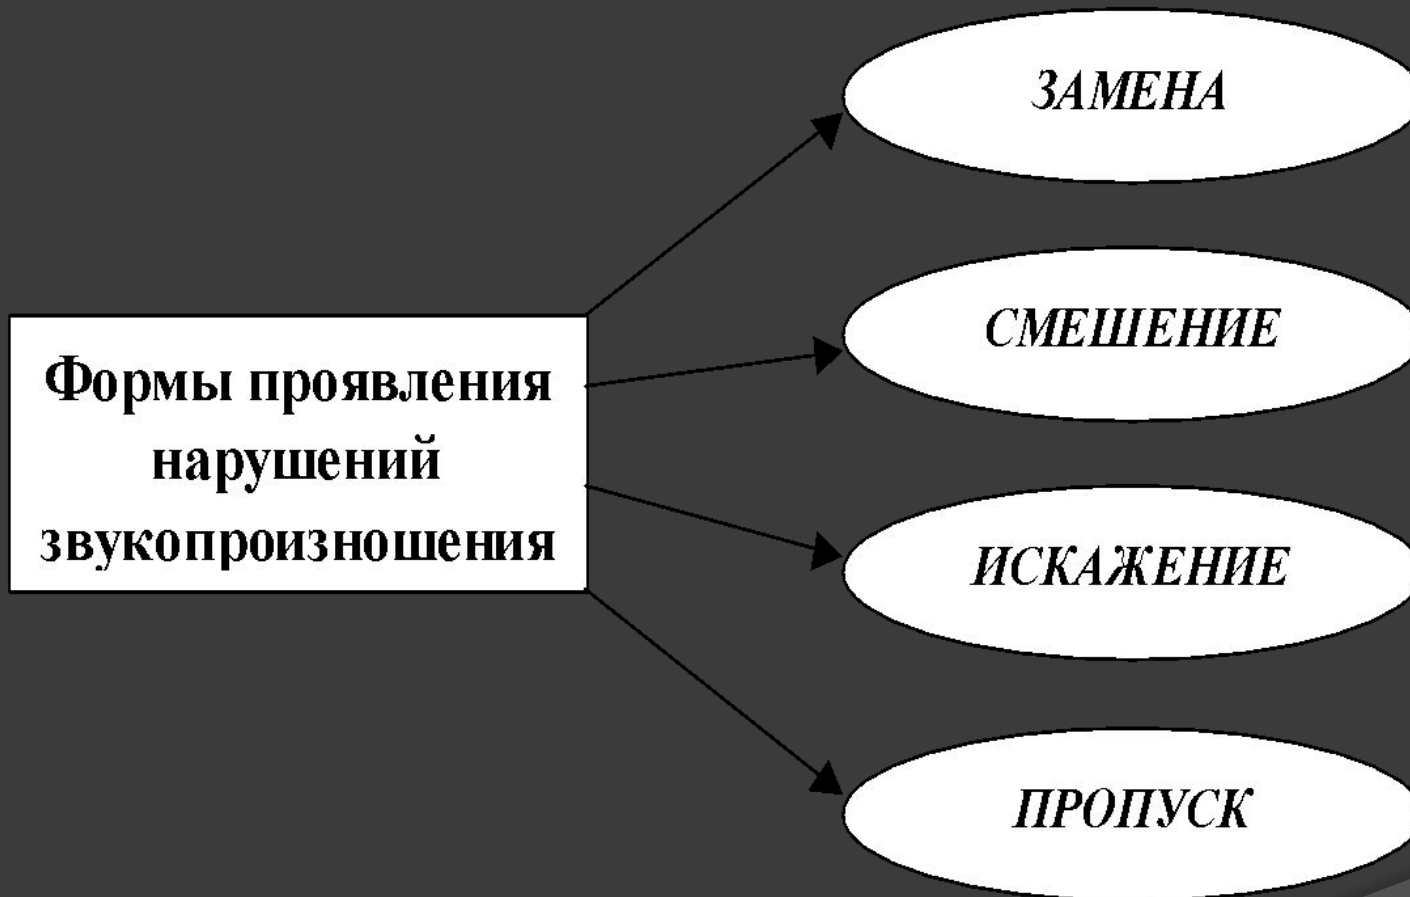 Формы проявления
нарушений
звукопроизношения
ЗАМЕНА
СМЕШЕНИЕ
ИСКАЖЕНИЕ
ПРОПУСК